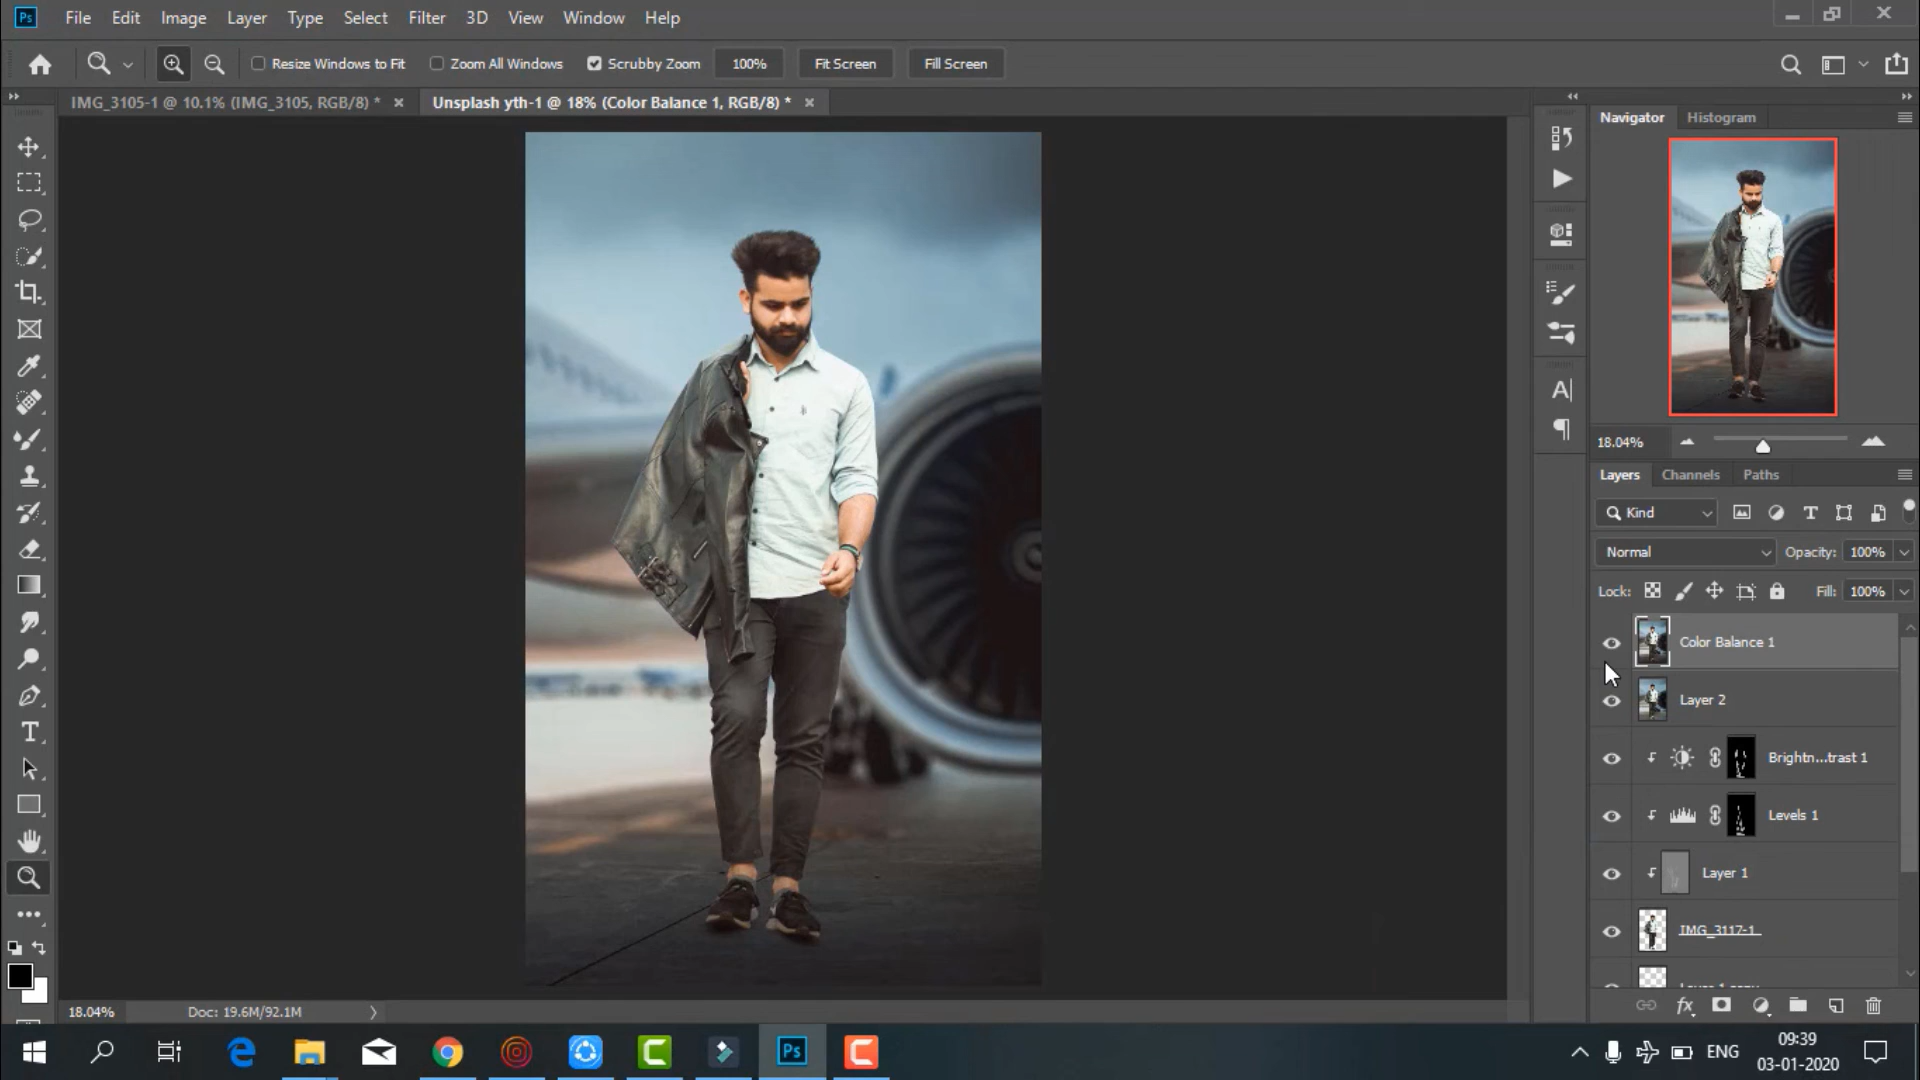 Ps File Edit Image Layer Type Select Filter 3D View Window Help
Resize Windows to Fit Zoom All Windows Scrubby Zoom 100% Fit Screen Fill Screen
IMG_3105-1 @ 10.1% (IMG_3105, RGB/8) * × Unsplash yth-1 @ 18% (Color Balance 1, RGB/8) * ×
Navigator Histogram
18.04%
Layers Channels Paths
Kind
Normal Opacity: 100%
Lock: Fill: 100%
Color Balance 1
Layer 2
Brightn...trast 1
Levels 1
Layer 1
IMG_3117-1
18.04% Doc: 19.6M/92.1M
Ps
ENG
09:39
03-01-2020